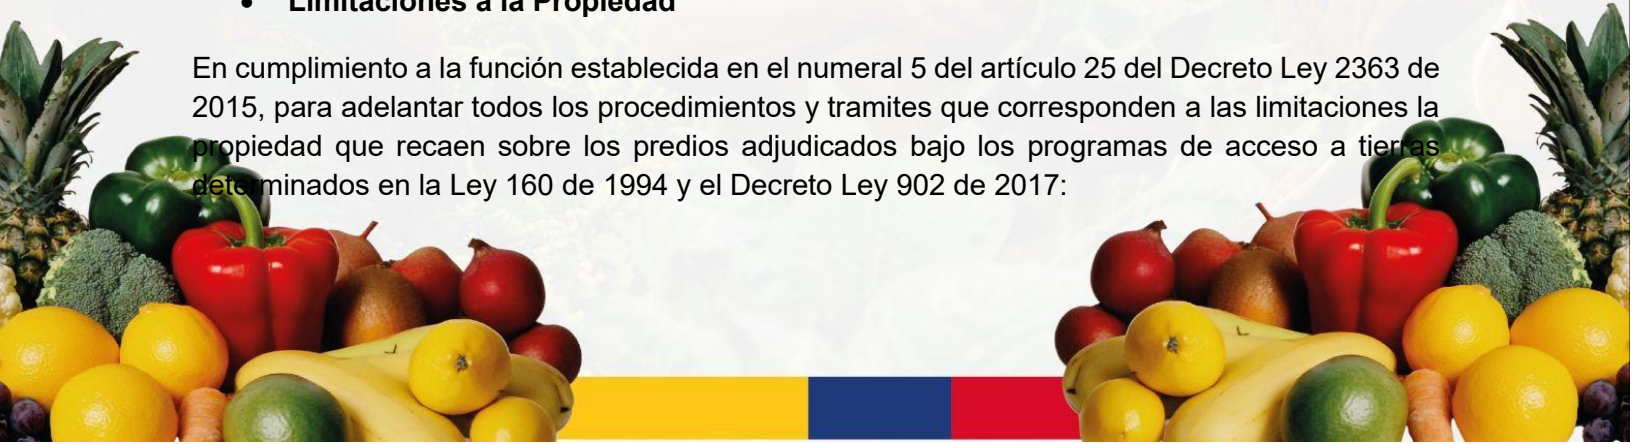 • Limitaciones a la Propiedad
En cumplimiento a la función establecida en el numeral 5 del artículo 25 del Decreto Ley 2363 de
2015, para adelantar todos los procedimientos y tramites que corresponden a las limitaciones la
propiedad que recaen sobre los predios adjudicados bajo los programas de acceso a tierras
determinados en la Ley 160 de 1994 y el Decreto Ley 902 de 2017: